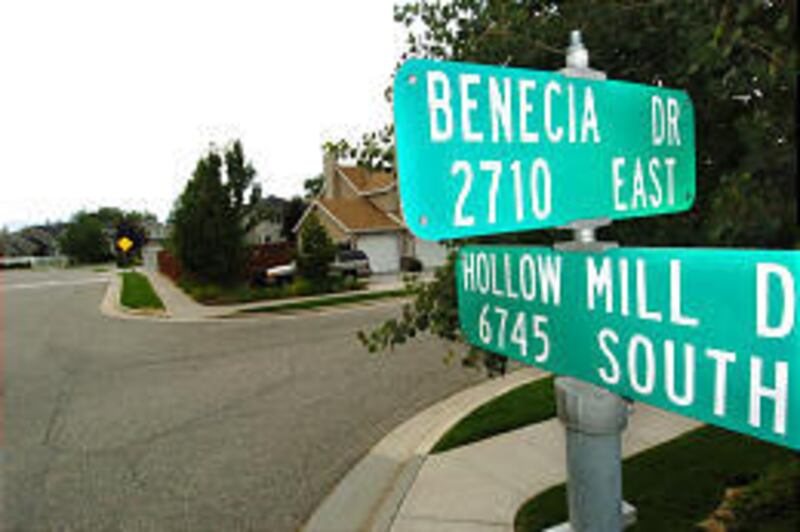 BENECIA DR
2710 EAST
HOLLOW MILL D
6745 SOUTH